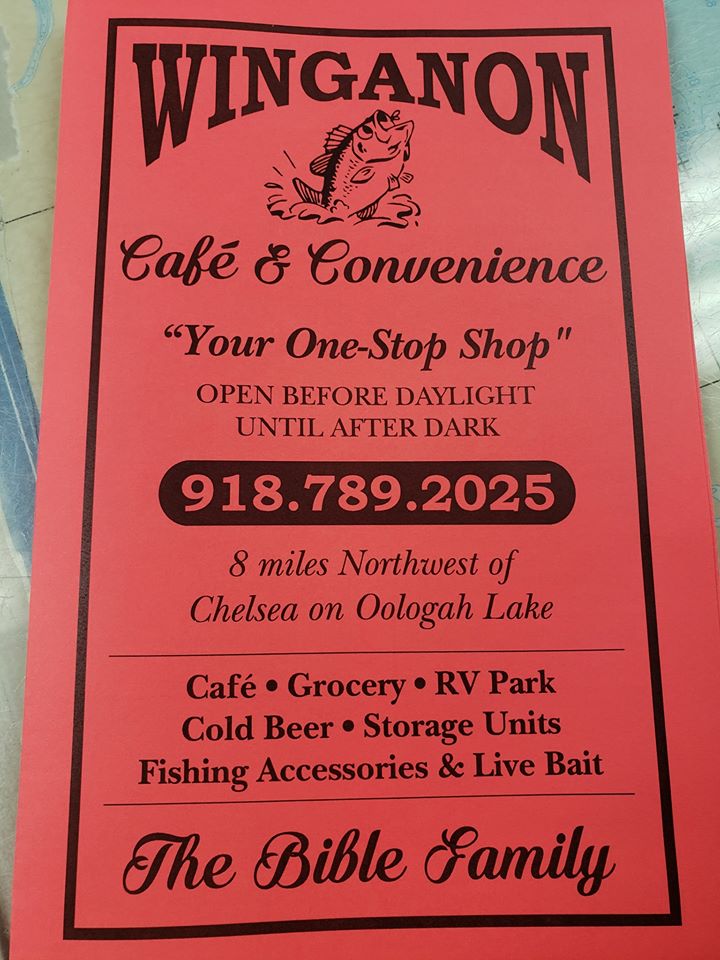 WINGANON
Café & Convenience
“Your One-Stop Shop"
OPEN BEFORE DAYLIGHT
UNTIL AFTER DARK
918.789.2025
8 miles Northwest of
Chelsea on Oologah Lake
Café • Grocery • RV Park
Cold Beer • Storage Units
Fishing Accessories & Live Bait
The Bible Family